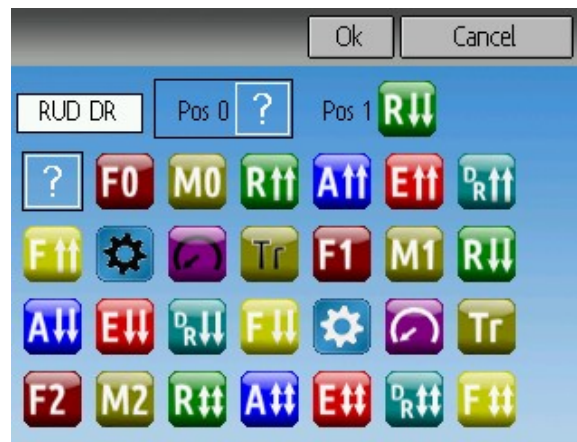 Ok Cancel
RUD DR Pos 0 ? Pos 1 R
? F0 M0 R A E DR
F Tr F1 M1 R
A E DR F Tr
F2 M2 R A E DR F